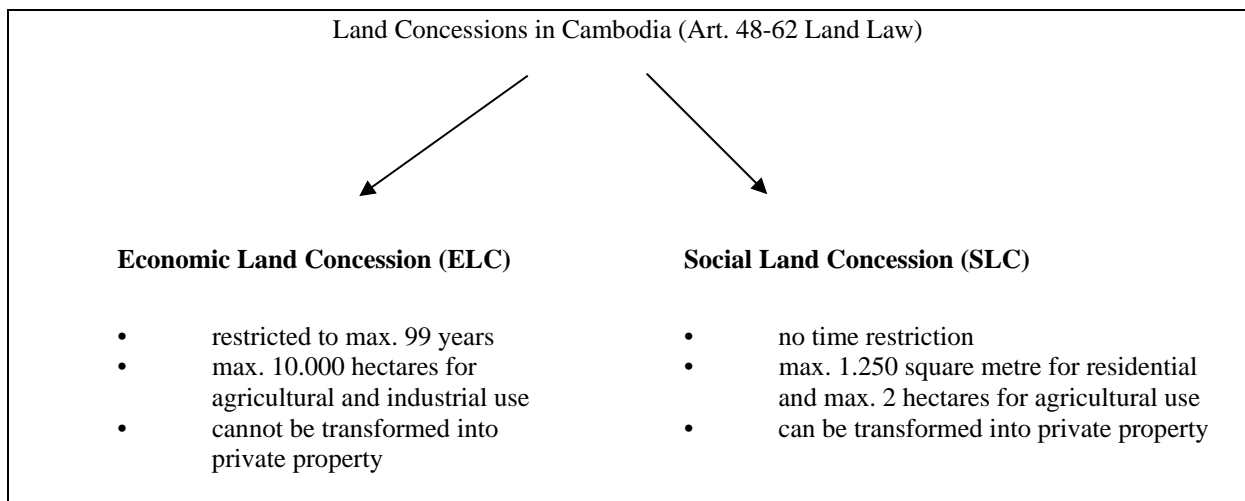 Land Concessions in Cambodia (Art. 48-62 Land Law)
Economic Land Concession (ELC)
• restricted to max. 99 years
• max. 10.000 hectares for
agricultural and industrial use
• cannot be transformed into
private property
Social Land Concession (SLC)
• no time restriction
• max. 1.250 square metre for residential
and max. 2 hectares for agricultural use
• can be transformed into private property